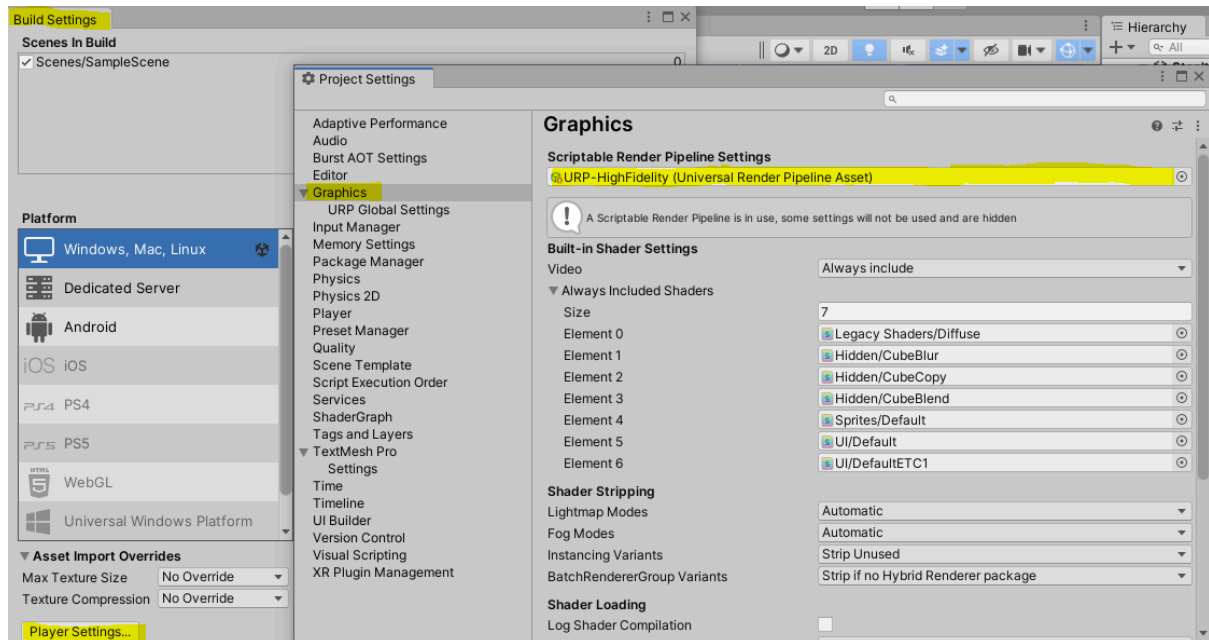 Build Settings
Scenes In Build
Scenes/SampleScene
0
2D
Hierarchy
All
Project Settings
Adaptive Performance
Audio
Burst AOT Settings
Editor
Graphics
URP Global Settings
Input Manager
Memory Settings
Package Manager
Physics
Physics 2D
Player
Preset Manager
Quality
Scene Template
Script Execution Order
Services
ShaderGraph
Tags and Layers
TextMesh Pro
Settings
Time
Timeline
UI Builder
Version Control
Visual Scripting
XR Plugin Management
Graphics
Scriptable Render Pipeline Settings
URP-HighFidelity (Universal Render Pipeline Asset)
A Scriptable Render Pipeline is in use, some settings will not be used and are hidden
Built-in Shader Settings
Video Always include
Always Included Shaders
Size 7
Element 0 Legacy Shaders/Diffuse
Element 1 Hidden/CubeBlur
Element 2 Hidden/CubeCopy
Element 3 Hidden/CubeBlend
Element 4 Sprites/Default
Element 5 UI/Default
Element 6 UI/DefaultETC1
Shader Stripping
Lightmap Modes Automatic
Fog Modes Automatic
Instancing Variants Strip Unused
BatchRendererGroup Variants Strip if no Hybrid Renderer package
Shader Loading
Log Shader Compilation
Platform
Windows, Mac, Linux
Dedicated Server
Android
iOS iOS
PS4 PS4
PS5 PS5
HTML
5 WebGL
Universal Windows Platform
Asset Import Overrides
Max Texture Size No Override
Texture Compression No Override
Player Settings...